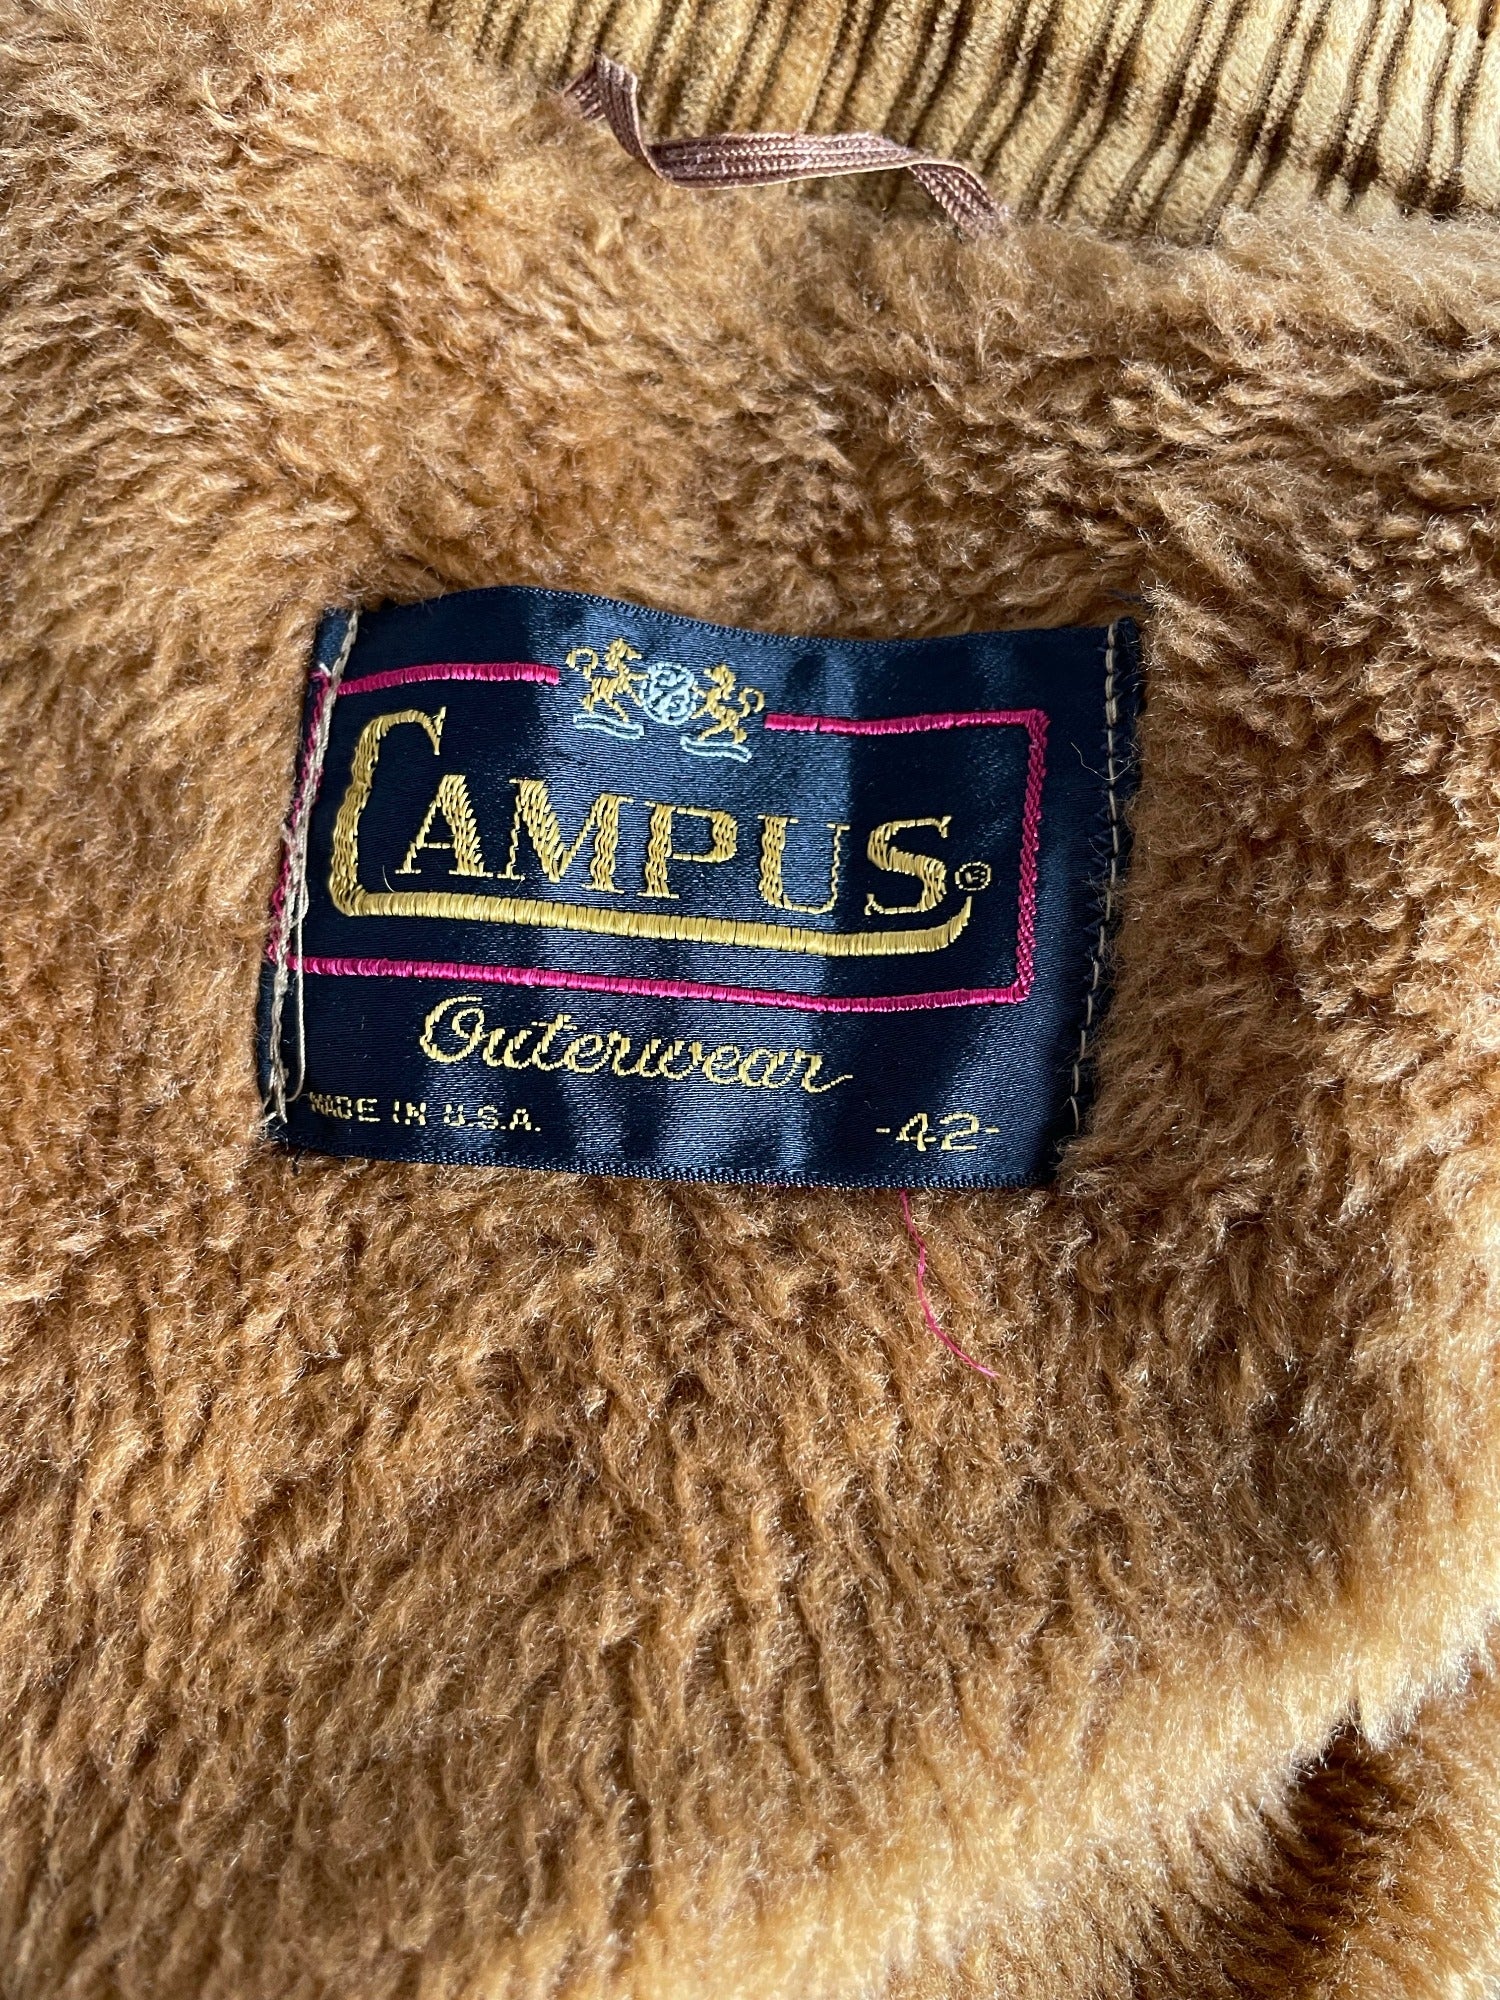 CAMPUS®
Outerwear
MADE IN U.S.A.
-42-